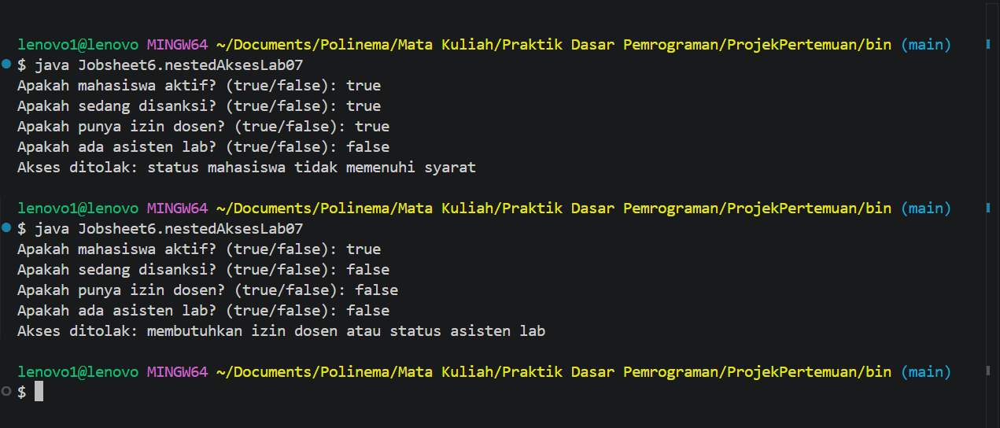 lenovo1@lenovo MINGW64 ~/Documents/Polinema/Mata Kuliah/Praktik Dasar Pemrograman/ProjekPertemuan/bin (main)
$ java Jobsheet6.nestedAksesLab07
Apakah mahasiswa aktif? (true/false): true
Apakah sedang disanksi? (true/false): true
Apakah punya izin dosen? (true/false): true
Apakah ada asisten lab? (true/false): false
Akses ditolak: status mahasiswa tidak memenuhi syarat
lenovo1@lenovo MINGW64 ~/Documents/Polinema/Mata Kuliah/Praktik Dasar Pemrograman/ProjekPertemuan/bin (main)
$ java Jobsheet6.nestedAksesLab07
Apakah mahasiswa aktif? (true/false): true
Apakah sedang disanksi? (true/false): false
Apakah punya izin dosen? (true/false): false
Apakah ada asisten lab? (true/false): false
Akses ditolak: membutuhkan izin dosen atau status asisten lab
lenovo1@lenovo MINGW64 ~/Documents/Polinema/Mata Kuliah/Praktik Dasar Pemrograman/ProjekPertemuan/bin (main)
$